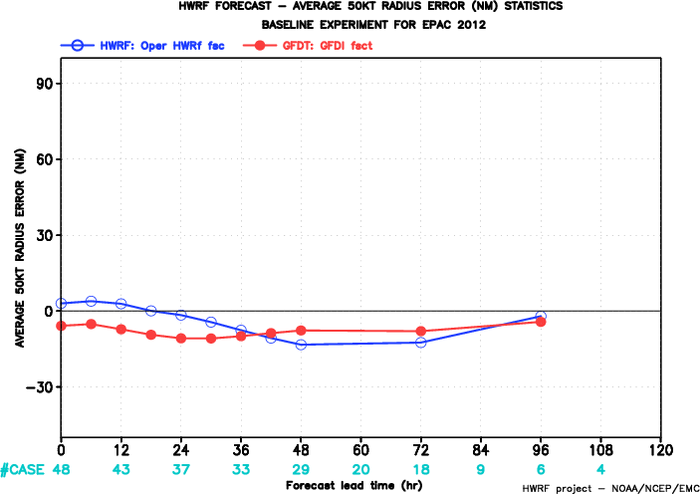 HWRF FORECAST – AVERAGE 50KT RADIUS ERROR (NM) STATISTICS
BASELINE EXPERIMENT FOR EPAC 2012
HWRF: Oper HWRf fsc GFDT: GFDl fsct
AVERAGE 50KT RADIUS ERROR (NM)
90
60
30
0
−30
0 12 24 36 48 60 72 84 96 108 120
#CASE 48 43 37 33 29 20 18 9 6 4
Forecast lead time (hr)
HWRF project – NOAA/NCEP/EMC